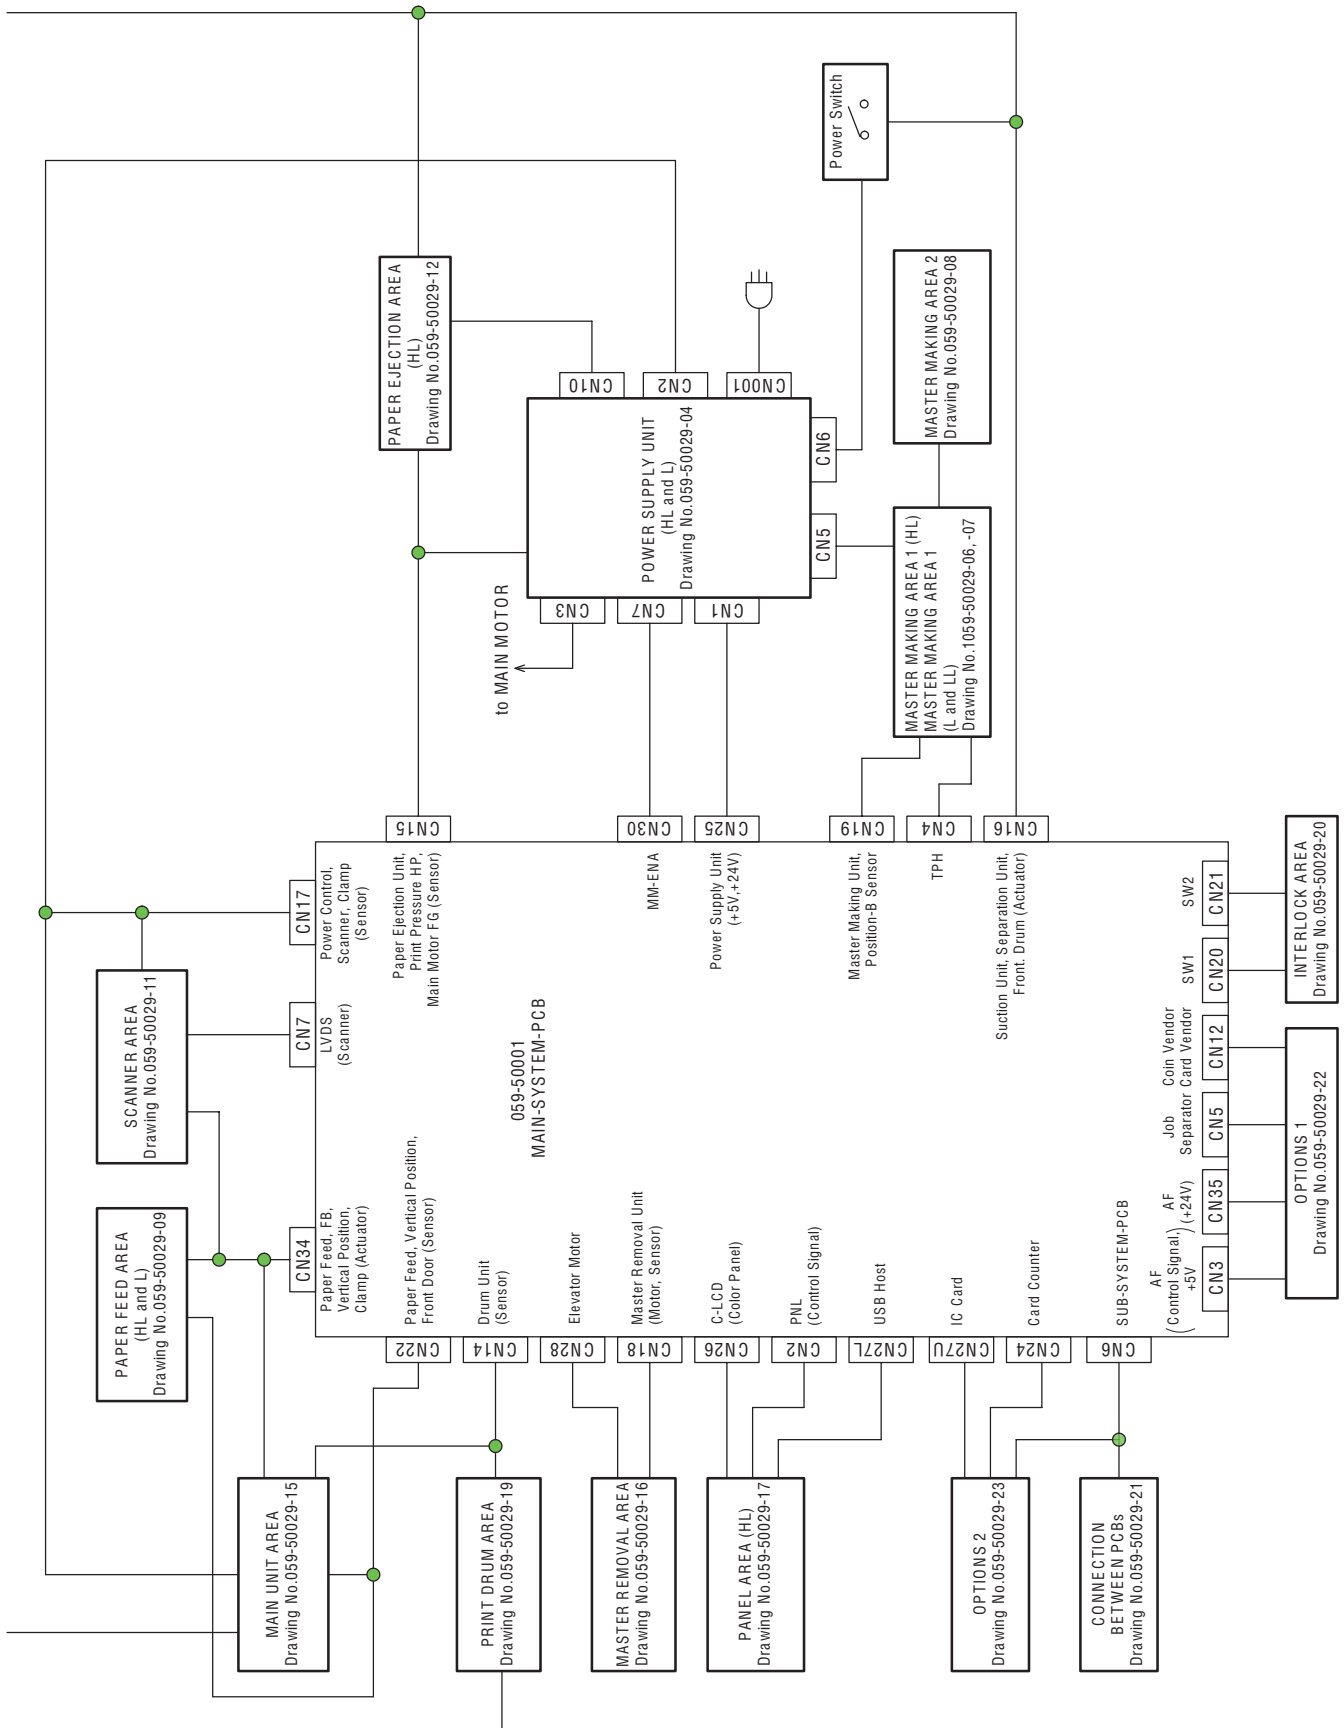 PAPER EJECTION AREA
(HL)
Drawing No.059-50029-12
Power Switch
CN10
CN2
CN001
POWER SUPPLY UNIT
(HL and L)
Drawing No.059-50029-04
CN6
CN5
CN3
CN7
CN1
to MAIN MOTOR
MASTER MAKING AREA 2
Drawing No.059-50029-08
MASTER MAKING AREA 1 (HL)
MASTER MAKING AREA 1
(L and LL)
Drawing No.1059-50029-06, -07
SCANNER AREA
Drawing No.059-50029-11
PAPER FEED AREA
(HL and L)
Drawing No.059-50029-09
CN17
Power Control,
Scanner, Clamp
(Sensor)
CN7
LVDS
(Scanner)
CN34
Paper Feed, FB,
Vertical Position,
Clamp (Actuator)
CN15
Paper Ejection Unit,
Print Pressure HP,
Main Motor FG (Sensor)
CN30
MM-ENA
CN25
Power Supply Unit
(+5V,+24V)
CN19
Master Making Unit,
Position-B Sensor
CN4
TPH
CN16
Suction Unit, Separation Unit,
Front. Drum (Actuator)
059-50001
MAIN-SYSTEM-PCB
CN22
Paper Feed, Vertical Position,
Front Door (Sensor)
CN14
Drum Unit
(Sensor)
CN28
Elevator Motor
CN18
Master Removal Unit
(Motor, Sensor)
CN26
C-LCD
(Color Panel)
CN2
PNL
(Control Signal)
CN27L
USB Host
CN27U
IC Card
CN24
Card Counter
CN6
SUB-SYSTEM-PCB
CN3
AF
(Control Signal,)
+5V
CN35
AF
(+24V)
CN5
Job
Separator
CN12
Coin Vendor
Card Vendor
CN20
SW1
CN21
SW2
MAIN UNIT AREA
Drawing No.059-50029-15
PRINT DRUM AREA
Drawing No.059-50029-19
MASTER REMOVAL AREA
Drawing No.059-50029-16
PANEL AREA (HL)
Drawing No.059-50029-17
OPTIONS 2
Drawing No.059-50029-23
CONNECTION
BETWEEN PCBs
Drawing No.059-50029-21
OPTIONS 1
Drawing No.059-50029-22
INTERLOCK AREA
Drawing No.059-50029-20